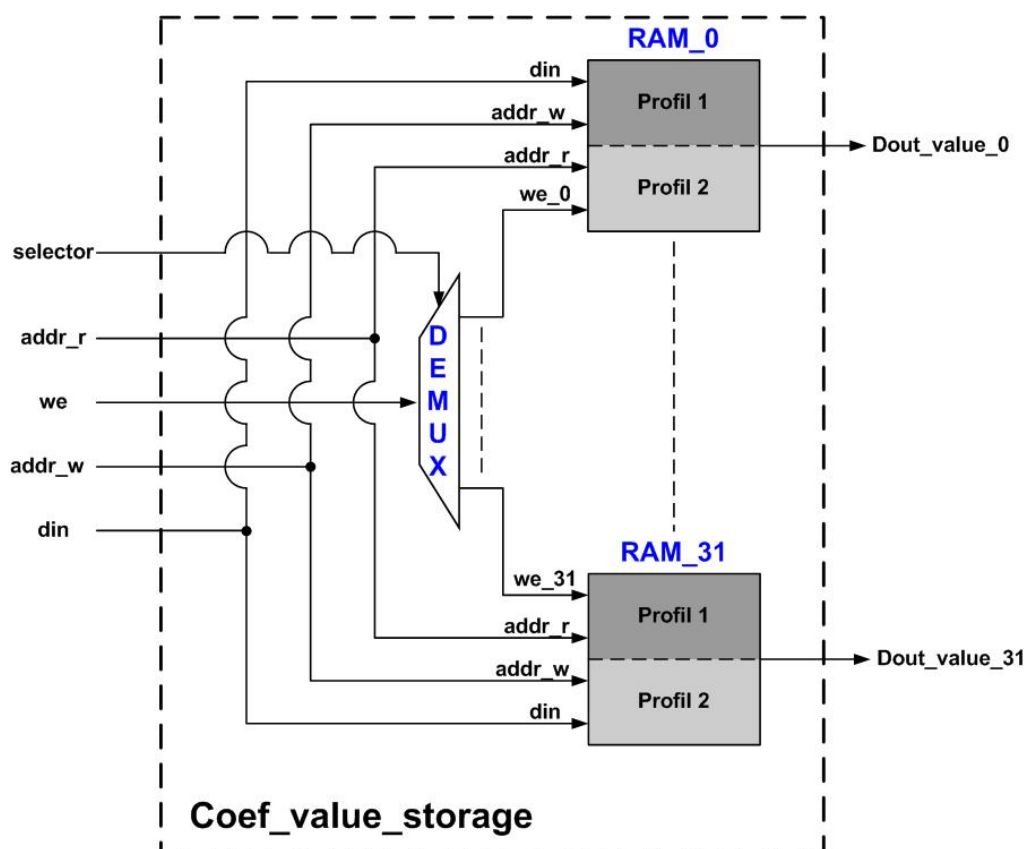 RAM_0
din
Profil 1
addr_w
Dout_value_0
addr_r
Profil 2
we_0
selector
addr_r
DEMUX
we
addr_w
din
RAM_31
we_31
Profil 1
addr_r
Dout_value_31
addr_w
Profil 2
din
Coef_value_storage